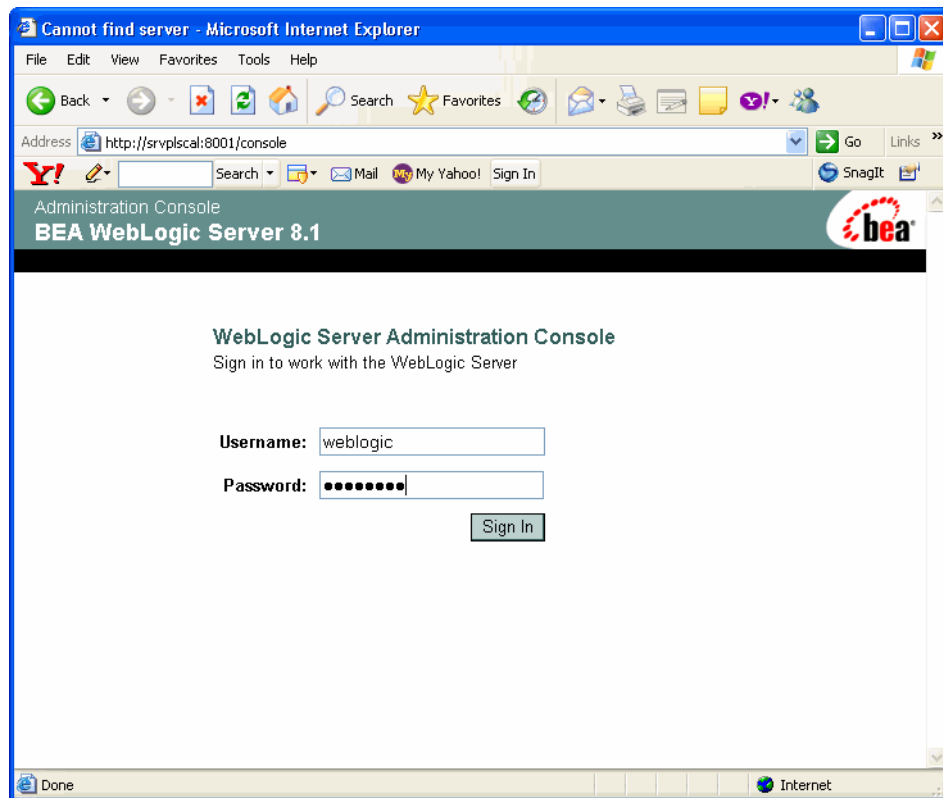 Cannot find server - Microsoft Internet Explorer
File Edit View Favorites Tools Help
Back Search Favorites
Address http://srvplscal:8001/console Go Links »
Y! Search Mail My My Yahoo! Sign In SnagIt
Administration Console
BEA WebLogic Server 8.1
bea
WebLogic Server Administration Console
Sign in to work with the WebLogic Server
Username: weblogic
Password: ••••••••
Sign In
Done Internet